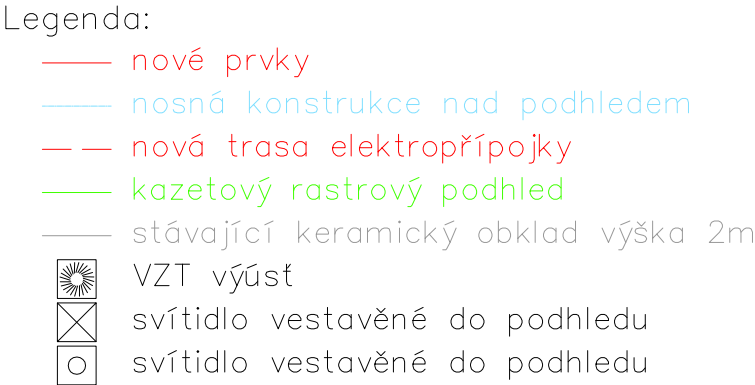 Legenda:
nové prvky
nosná konstrukce nad podhledem
nová trasa elektropřípojky
kazetový rastrový podhled
stávající keramický obklad výška 2m
VZT výúsť
svítidlo vestavěné do podhledu
svítidlo vestavěné do podhledu